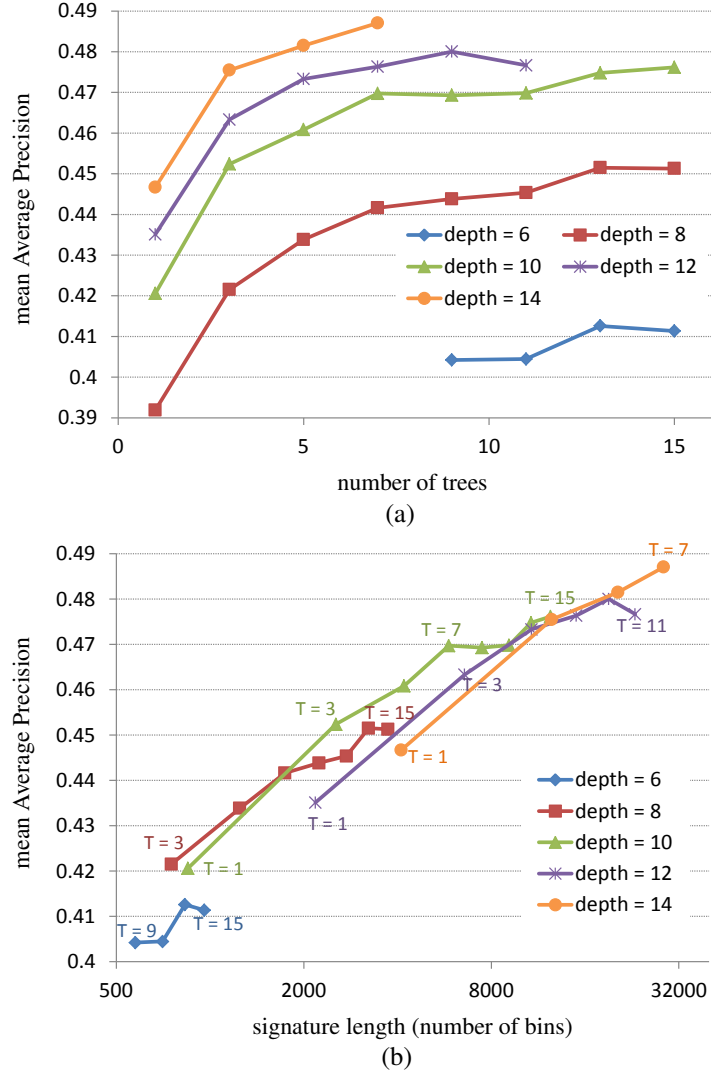 0.49
0.48
0.47
0.46
0.45
0.44
0.43
0.42
0.41
0.4
0.39
mean Average Precision
depth = 6
depth = 8
depth = 10
depth = 12
depth = 14
0 5 10 15
number of trees
(a)
0.49
0.48
0.47
0.46
0.45
0.44
0.43
0.42
0.41
0.4
mean Average Precision
T = 7
T = 15
T = 11
T = 7
T = 3
T = 3
T = 15
T = 1
T = 1
T = 3
T = 1
T = 9
T = 15
depth = 6
depth = 8
depth = 10
depth = 12
depth = 14
500 2000 8000 32000
signature length (number of bins)
(b)